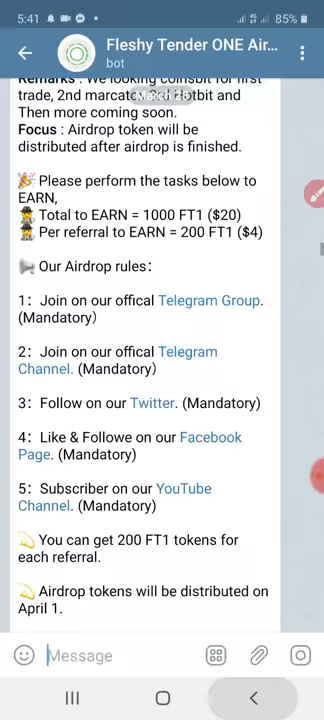 5:41
85%
Fleshy Tender ONE Air...
bot
Remarks : We looking coinsbit for first
trade, 2nd marcato, 3rd Hotbit and
March 26
Then more coming soon.
Focus : Airdrop token will be
distributed after airdrop is finished.
🎉 Please perform the tasks below to
EARN,
Total to EARN = 1000 FT1 ($20)
Per referral to EARN = 200 FT1 ($4)
📢 Our Airdrop rules:
1: Join on our offical Telegram Group.
(Mandatory)
2: Join on our offical Telegram
Channel. (Mandatory)
3: Follow on our Twitter. (Mandatory)
4: Like & Followe on our Facebook
Page. (Mandatory)
5: Subscriber on our YouTube
Channel. (Mandatory)
💫 You can get 200 FT1 tokens for
each referral.
💫 Airdrop tokens will be distributed on
April 1.
Message